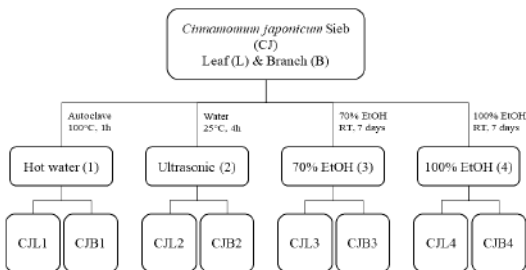 Cinnamomum japonicum Sieb
(CJ)
Leaf (L) & Branch (B)
Autoclave
100°C, 1h
Water
25°C, 4h
70% EtOH
RT, 7 days
100% EtOH
RT, 7 days
Hot water (1)
Ultrasonic (2)
70% EtOH (3)
100% EtOH (4)
CJL1
CJB1
CJL2
CJB2
CJL3
CJB3
CJL4
CJB4